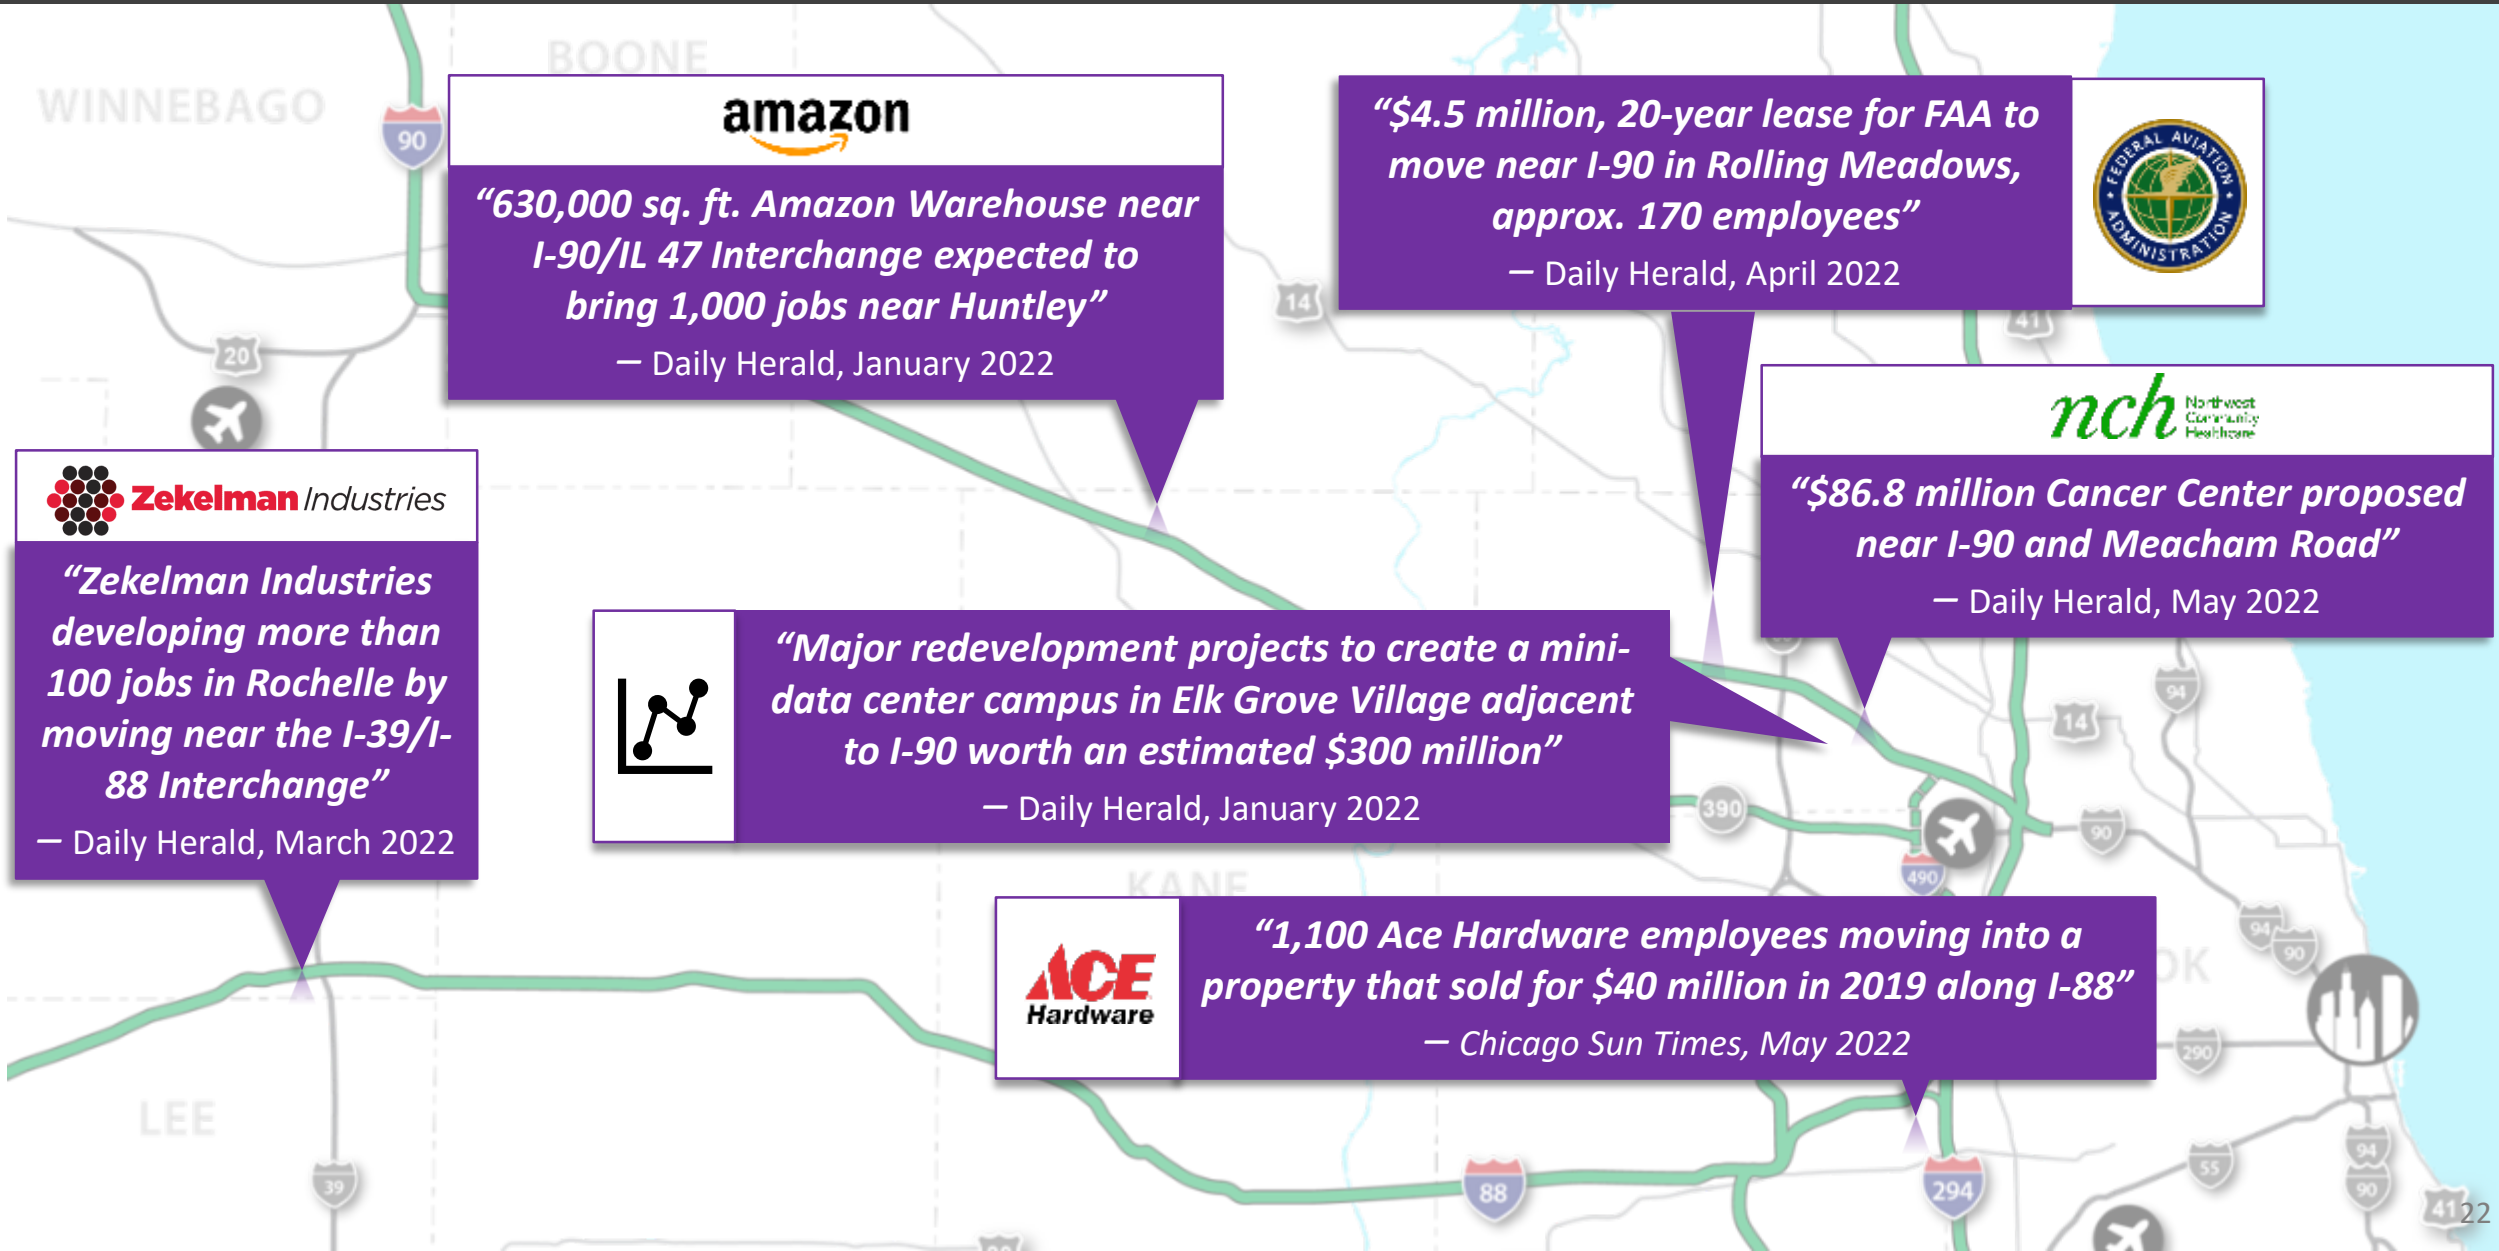 BOONE
WINNEBAGO
90
amazon
“630,000 sq. ft. Amazon Warehouse near
I-90/IL 47 Interchange expected to
bring 1,000 jobs near Huntley”
— Daily Herald, January 2022
“$4.5 million, 20-year lease for FAA to
move near I-90 in Rolling Meadows,
approx. 170 employees”
— Daily Herald, April 2022
FEDERAL AVIATION
ADMINISTRATION
14
41
20
nch Northwest
Community
Healthcare
“$86.8 million Cancer Center proposed
near I-90 and Meacham Road”
— Daily Herald, May 2022
Zekelman Industries
“Zekelman Industries
developing more than
100 jobs in Rochelle by
moving near the I-39/I-
88 Interchange”
— Daily Herald, March 2022
“Major redevelopment projects to create a mini-
data center campus in Elk Grove Village adjacent
to I-90 worth an estimated $300 million”
— Daily Herald, January 2022
94
14
390
90
490
KANE
ACE
Hardware
“1,100 Ace Hardware employees moving into a
property that sold for $40 million in 2019 along I-88”
— Chicago Sun Times, May 2022
94
90
OK
290
LEE
39
88
294
55
94
90
41
22